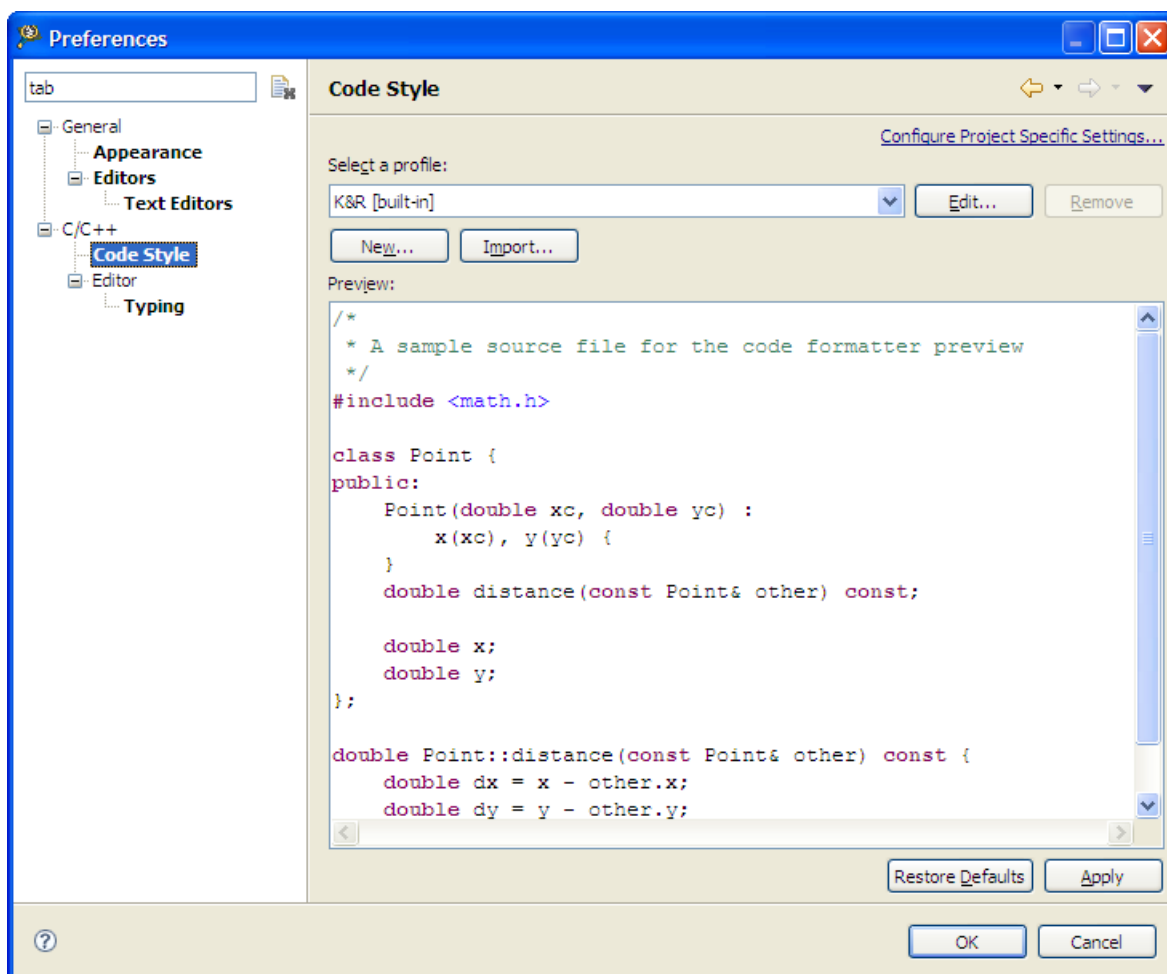 Preferences
tab
General
Appearance
Editors
Text Editors
C/C++
Code Style
Editor
Typing
Code Style
Configure Project Specific Settings...
Select a profile:
K&R [built-in]
Edit...
Remove
New...
Import...
Preview:
/*
 * A sample source file for the code formatter preview
 */
#include <math.h>
class Point {
public:
    Point(double xc, double yc) :
        x(xc), y(yc) {
    }
    double distance(const Point& other) const;
    double x;
    double y;
};
double Point::distance(const Point& other) const {
    double dx = x - other.x;
    double dy = y - other.y;
Restore Defaults
Apply
?
OK
Cancel